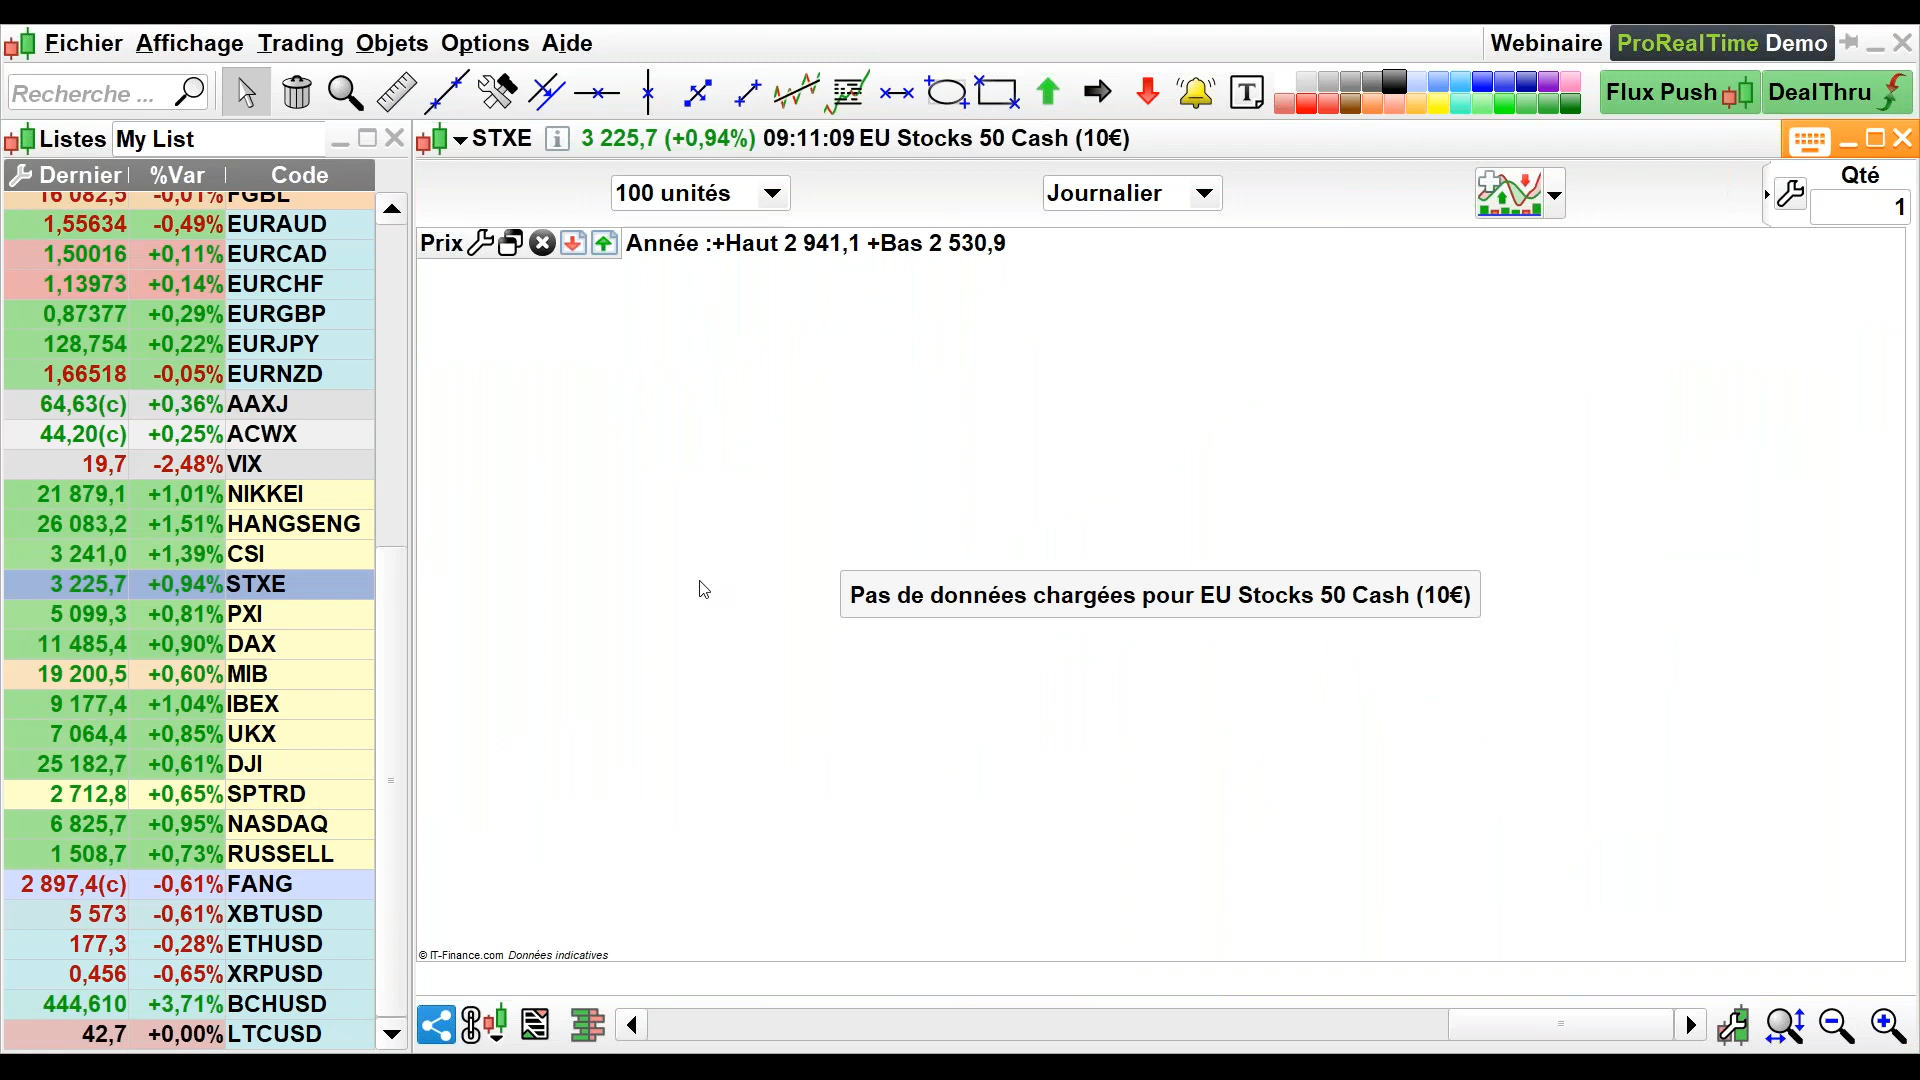 Fichier Affichage Trading Objets Options Aide
Webinaire ProRealTime Demo
Recherche ...
T
Flux Push
DealThru
Listes My List
STXE i 3 225,7 (+0,94%) 09:11:09 EU Stocks 50 Cash (10€)
Dernier %Var Code
100 unités
Journalier
Qté
1
16 082,5 -0,01% FGBL
1,55634 -0,49% EURAUD
1,50016 +0,11% EURCAD
1,13973 +0,14% EURCHF
0,87377 +0,29% EURGBP
128,754 +0,22% EURJPY
1,66518 -0,05% EURNZD
64,63(c) +0,36% AAXJ
44,20(c) +0,25% ACWX
19,7 -2,48% VIX
21 879,1 +1,01% NIKKEI
26 083,2 +1,51% HANGSENG
3 241,0 +1,39% CSI
3 225,7 +0,94% STXE
5 099,3 +0,81% PXI
11 485,4 +0,90% DAX
19 200,5 +0,60% MIB
9 177,4 +1,04% IBEX
7 064,4 +0,85% UKX
25 182,7 +0,61% DJI
2 712,8 +0,65% SPTRD
6 825,7 +0,95% NASDAQ
1 508,7 +0,73% RUSSELL
2 897,4(c) -0,61% FANG
5 573 -0,61% XBTUSD
177,3 -0,28% ETHUSD
0,456 -0,65% XRPUSD
444,610 +3,71% BCHUSD
42,7 +0,00% LTCUSD
Prix Année :+Haut 2 941,1 +Bas 2 530,9
Pas de données chargées pour EU Stocks 50 Cash (10€)
© IT-Finance.com Données indicatives